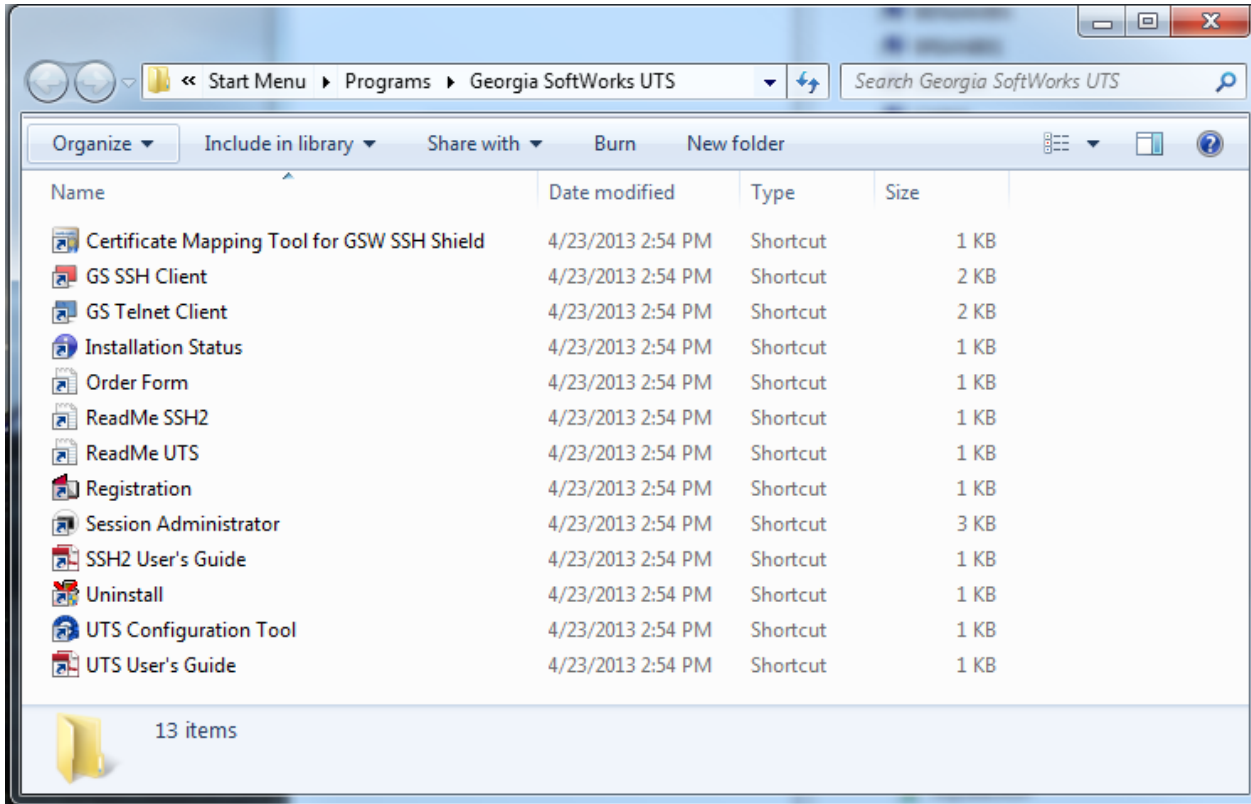 « Start Menu Programs Georgia SoftWorks UTS Search Georgia SoftWorks UTS
Organize Include in library Share with Burn New folder
Name Date modified Type Size
Certificate Mapping Tool for GSW SSH Shield 4/23/2013 2:54 PM Shortcut 1 KB
GS SSH Client 4/23/2013 2:54 PM Shortcut 2 KB
GS Telnet Client 4/23/2013 2:54 PM Shortcut 2 KB
Installation Status 4/23/2013 2:54 PM Shortcut 1 KB
Order Form 4/23/2013 2:54 PM Shortcut 1 KB
ReadMe SSH2 4/23/2013 2:54 PM Shortcut 1 KB
ReadMe UTS 4/23/2013 2:54 PM Shortcut 1 KB
Registration 4/23/2013 2:54 PM Shortcut 1 KB
Session Administrator 4/23/2013 2:54 PM Shortcut 3 KB
SSH2 User's Guide 4/23/2013 2:54 PM Shortcut 1 KB
Uninstall 4/23/2013 2:54 PM Shortcut 1 KB
UTS Configuration Tool 4/23/2013 2:54 PM Shortcut 1 KB
UTS User's Guide 4/23/2013 2:54 PM Shortcut 1 KB
13 items